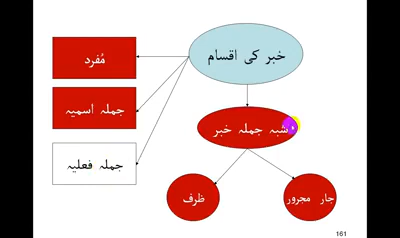 خبر کی اقسام
مُفرد
جملہ اسمیہ
جملہ فعلیہ
شبہ جملہ خبر
جار مجرور
ظرف
161